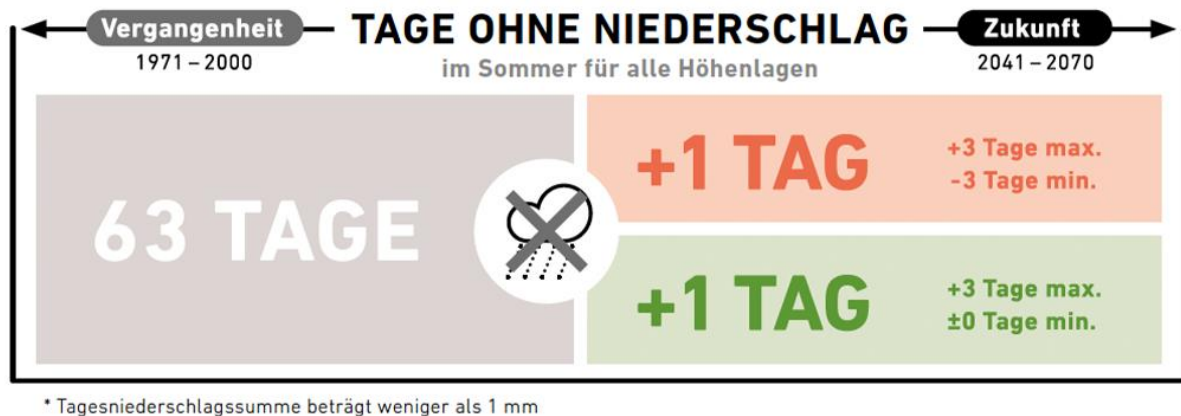 Vergangenheit
1971 – 2000
TAGE OHNE NIEDERSCHLAG
im Sommer für alle Höhenlagen
Zukunft
2041 – 2070
63 TAGE
+1 TAG
+3 Tage max.
-3 Tage min.
+1 TAG
+3 Tage max.
±0 Tage min.
* Tagesniederschlagssumme beträgt weniger als 1 mm